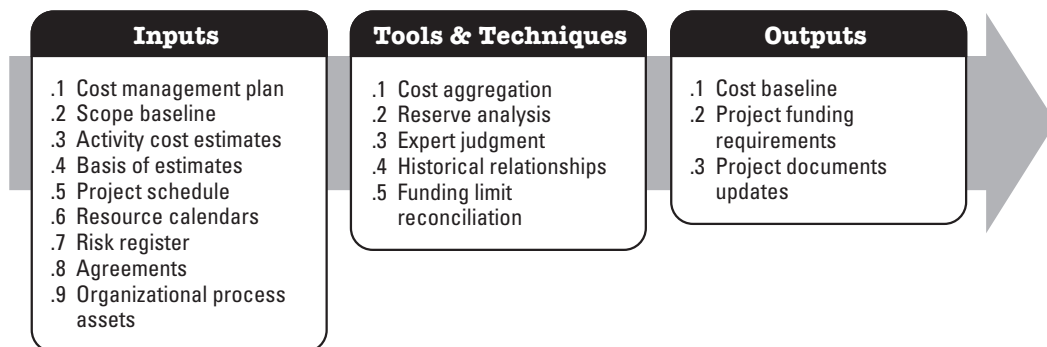 Inputs
.1 Cost management plan
.2 Scope baseline
.3 Activity cost estimates
.4 Basis of estimates
.5 Project schedule
.6 Resource calendars
.7 Risk register
.8 Agreements
.9 Organizational process
assets
Tools & Techniques
.1 Cost aggregation
.2 Reserve analysis
.3 Expert judgment
.4 Historical relationships
.5 Funding limit
reconciliation
Outputs
.1 Cost baseline
.2 Project funding
requirements
.3 Project documents
updates